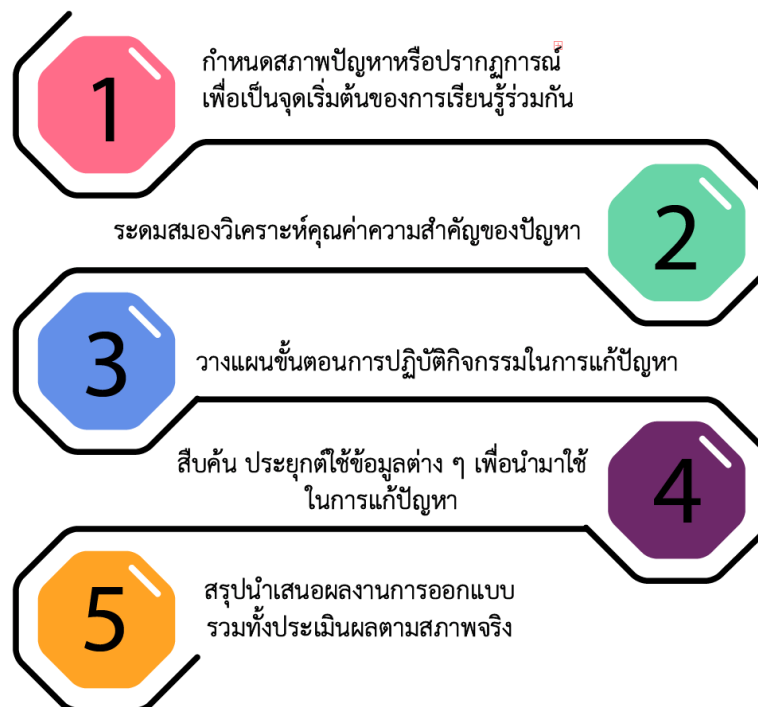 1
กำหนดสภาพปัญหาหรือปรากฏการณ์
เพื่อเป็นจุดเริ่มต้นของการเรียนรู้ร่วมกัน
2
ระดมสมองวิเคราะห์คุณค่าความสำคัญของปัญหา
3
วางแผนขั้นตอนการปฏิบัติกิจกรรมในการแก้ปัญหา
4
สืบค้น ประยุกต์ใช้ข้อมูลต่าง ๆ เพื่อนำมาใช้
ในการแก้ปัญหา
5
สรุปนำเสนอผลงานการออกแบบ
รวมทั้งประเมินผลตามสภาพจริง